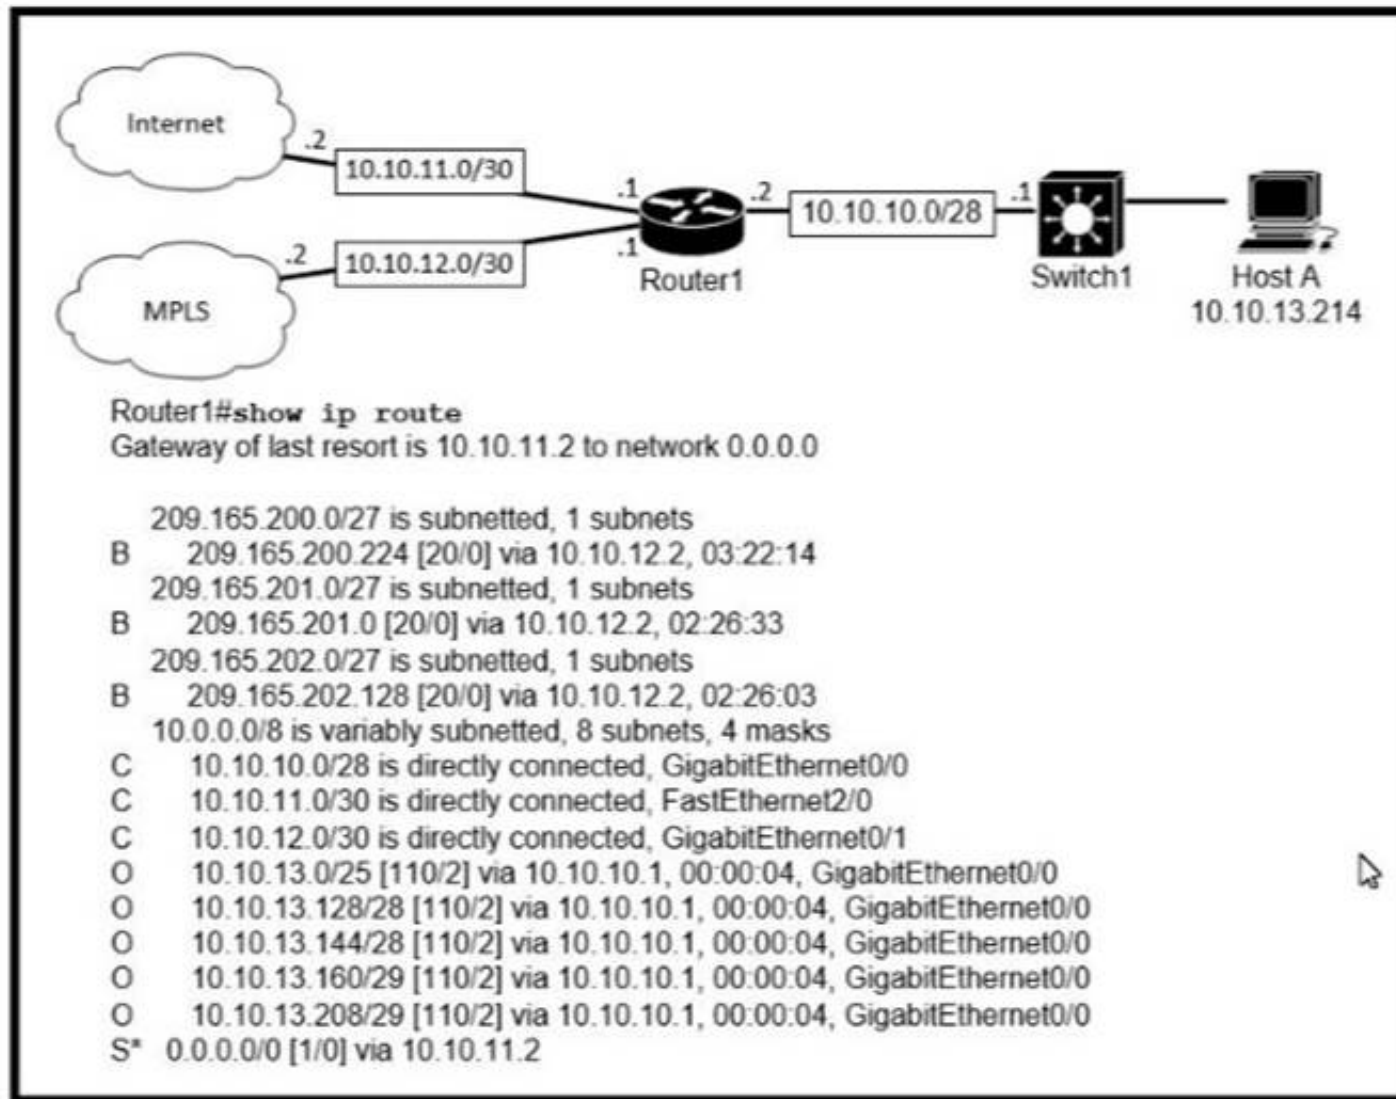 Internet
.2
10.10.11.0/30
.1
.2
10.10.10.0/28
.1
.2
10.10.12.0/30
.1
Router1
Switch1
Host A
10.10.13.214
MPLS
Router1#show ip route
Gateway of last resort is 10.10.11.2 to network 0.0.0.0
209.165.200.0/27 is subnetted, 1 subnets
B 209.165.200.224 [20/0] via 10.10.12.2, 03:22:14
209.165.201.0/27 is subnetted, 1 subnets
B 209.165.201.0 [20/0] via 10.10.12.2, 02:26:33
209.165.202.0/27 is subnetted, 1 subnets
B 209.165.202.128 [20/0] via 10.10.12.2, 02:26:03
10.0.0.0/8 is variably subnetted, 8 subnets, 4 masks
C 10.10.10.0/28 is directly connected, GigabitEthernet0/0
C 10.10.11.0/30 is directly connected, FastEthernet2/0
C 10.10.12.0/30 is directly connected, GigabitEthernet0/1
O 10.10.13.0/25 [110/2] via 10.10.10.1, 00:00:04, GigabitEthernet0/0
O 10.10.13.128/28 [110/2] via 10.10.10.1, 00:00:04, GigabitEthernet0/0
O 10.10.13.144/28 [110/2] via 10.10.10.1, 00:00:04, GigabitEthernet0/0
O 10.10.13.160/29 [110/2] via 10.10.10.1, 00:00:04, GigabitEthernet0/0
O 10.10.13.208/29 [110/2] via 10.10.10.1, 00:00:04, GigabitEthernet0/0
S* 0.0.0.0/0 [1/0] via 10.10.11.2